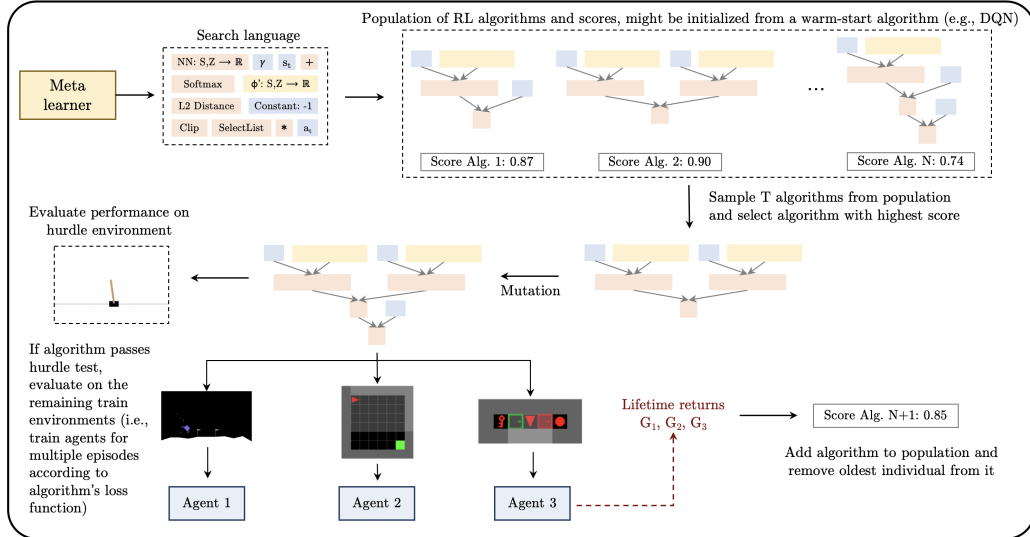 Population of RL algorithms and scores, might be initialized from a warm-start algorithm (e.g., DQN)
Search language
Meta
learner
NN: S,Z → ℝ γ sₜ +
Softmax ϕ': S,Z → ℝ
L2 Distance Constant: -1
Clip SelectList * aₜ
...
Score Alg. 1: 0.87
Score Alg. 2: 0.90
Score Alg. N: 0.74
Sample T algorithms from population
and select algorithm with highest score
Evaluate performance on
hurdle environment
Mutation
If algorithm passes
hurdle test,
evaluate on the
remaining train
environments (i.e.,
train agents for
multiple episodes
according to
algorithm's loss
function)
Agent 1
Agent 2
Agent 3
Lifetime returns
G₁, G₂, G₃
Score Alg. N+1: 0.85
Add algorithm to population and
remove oldest individual from it